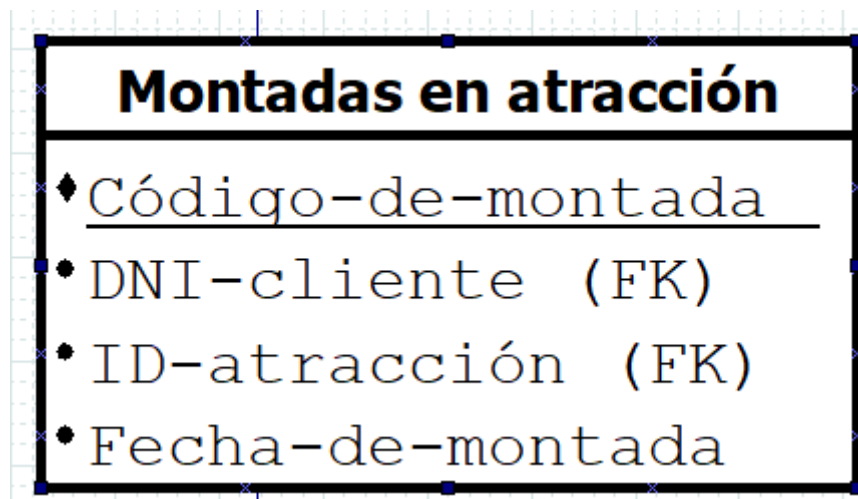 Montadas en atracción
Código-de-montada
DNI-cliente (FK)
ID-atracción (FK)
Fecha-de-montada